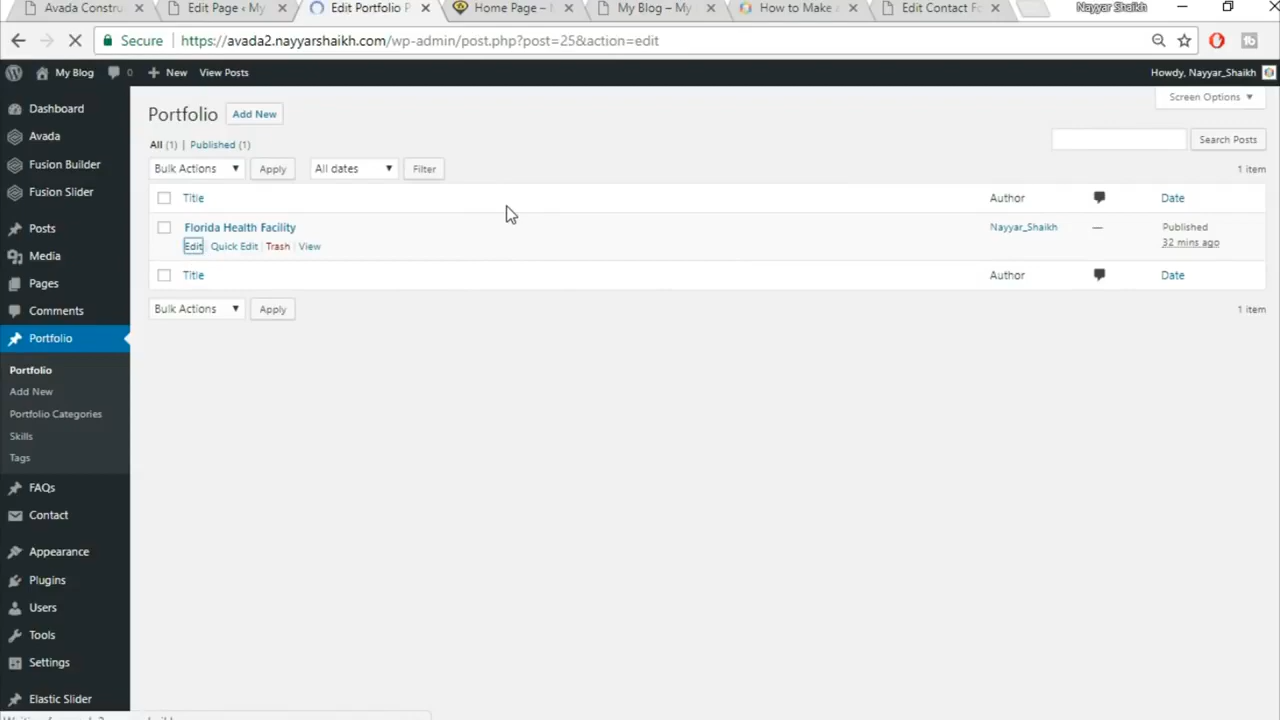 Avada Constru Edit Page ‹ My Edit Portfolio P Home Page – My Blog – My How to Make Edit Contact Fo Nayyar Shaikh
Secure https://avada2.nayyarshaikh.com/wp-admin/post.php?post=25&action=edit
My Blog 0 New View Posts Howdy, Nayyar_Shaikh
Screen Options
Dashboard
Avada
Fusion Builder
Fusion Slider
Posts
Media
Pages
Comments
Portfolio
Portfolio
Add New
Portfolio Categories
Skills
Tags
FAQs
Contact
Appearance
Plugins
Users
Tools
Settings
Elastic Slider
Portfolio Add New
All (1) | Published (1)
Search Posts
Bulk Actions Apply All dates Filter 1 item
Title Author Date
Florida Health Facility Nayyar_Shaikh — Published
Edit | Quick Edit | Trash | View 32 mins ago
Title Author Date
Bulk Actions Apply 1 item